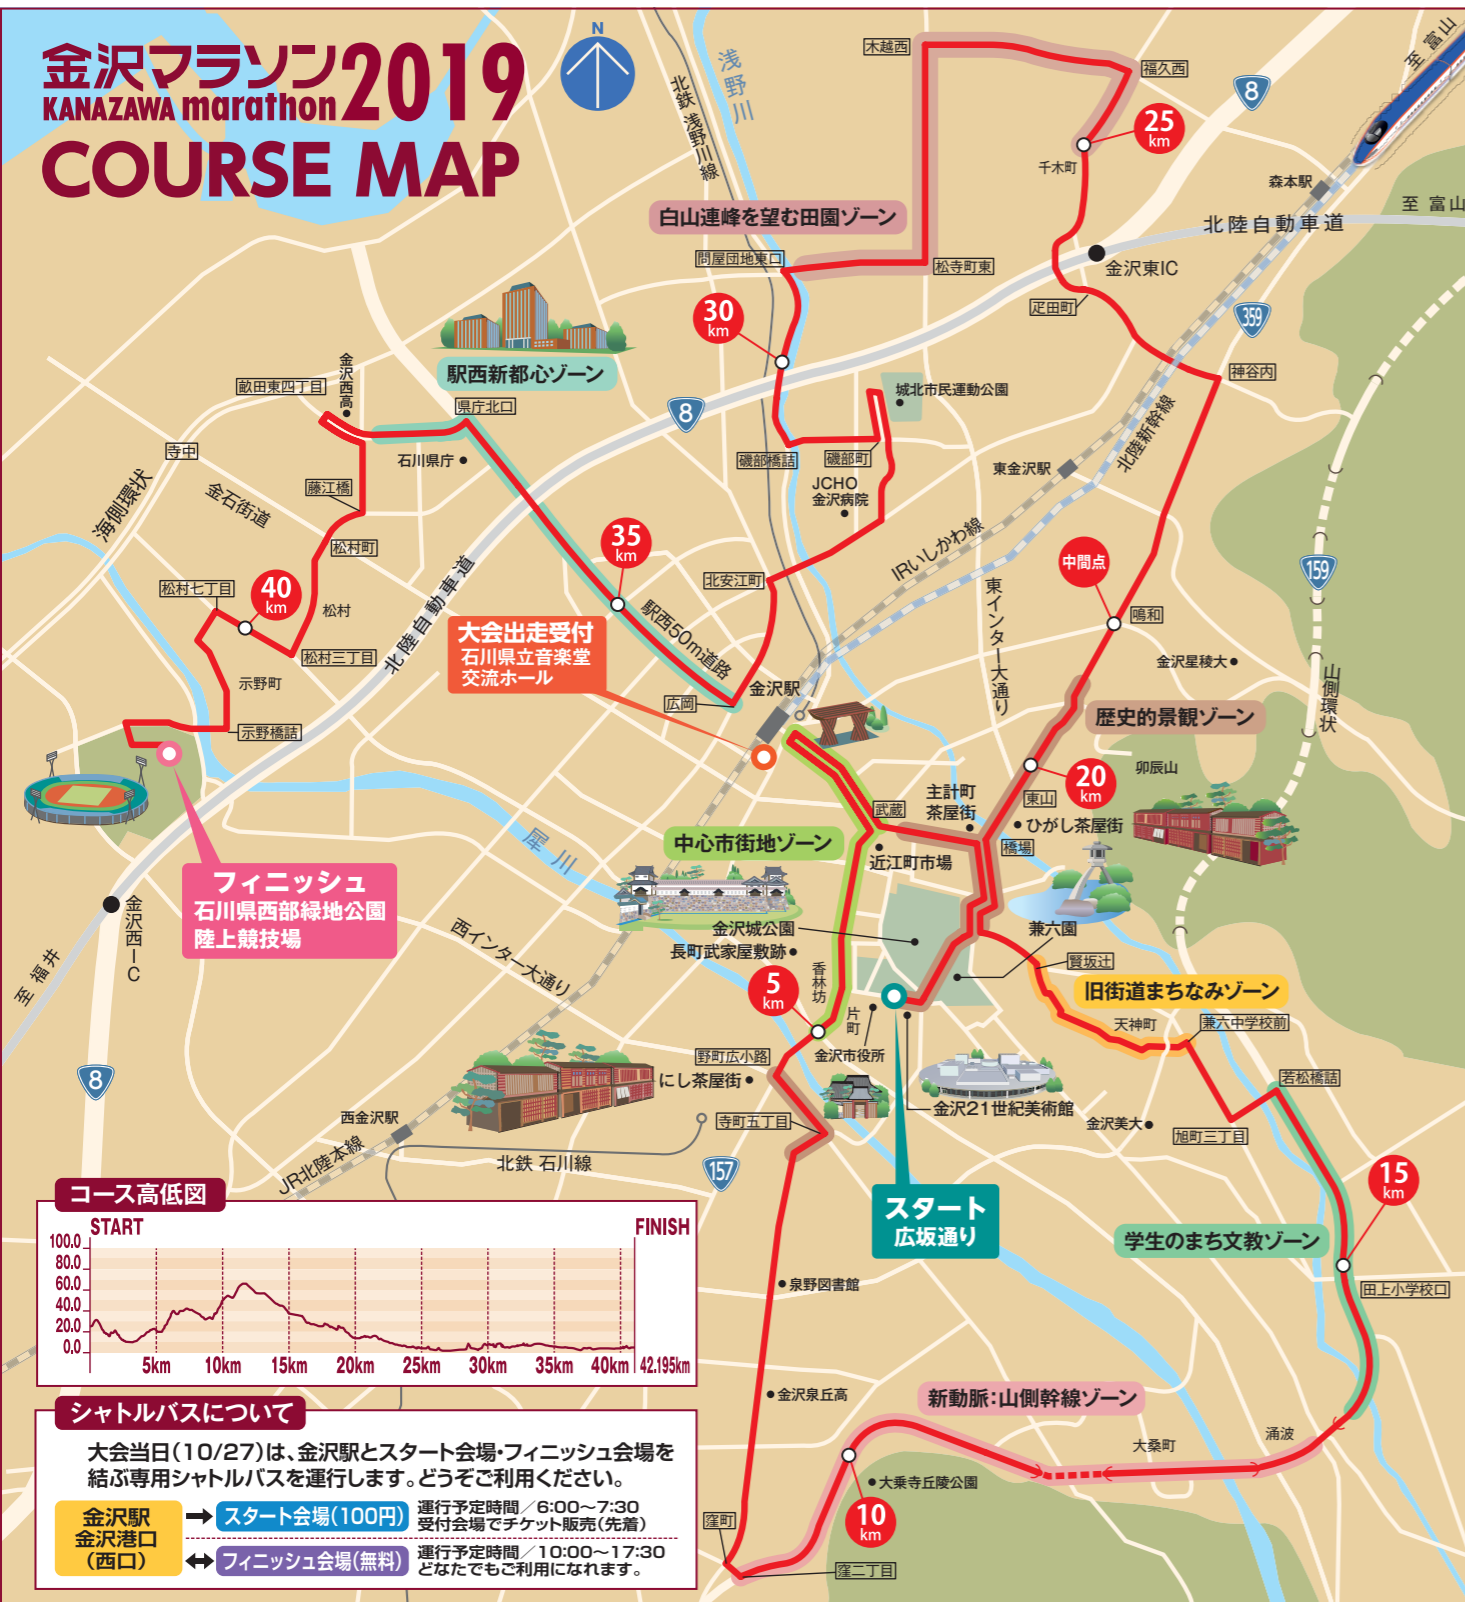 金沢マラソン2019
KANAZAWA marathon
COURSE MAP
N
浅野川
北鉄 浅野川線
木越西
福久西
8
至 富山
25
km
千木町
森本駅
至 富山
北陸自動車道
白山連峰を望む田園ゾーン
問屋団地東口
松寺町東
金沢東IC
疋田町
359
30
km
神谷内
駅西新都心ゾーン
金沢西高
畝田東四丁目
県庁北口
8
城北市民運動公園
北陸新幹線
寺中
石川県庁
磯部橋詰
磯部町
東金沢駅
海側環状
金石街道
藤江橋
JCHO
金沢病院
松村町
35
km
IRいしかわ線
中間点
159
松村七丁目
40
km
松村
北陸自動車道
北安江町
東インター大通り
鳴和
大会出走受付
石川県立音楽堂
交流ホール
駅西50m道路
松村三丁目
示野町
金沢星稜大
山側環状
広岡
金沢駅
示野橋詰
歴史的景観ゾーン
20
km
卯辰山
東山
主計町
茶屋街
武蔵
ひがし茶屋街
中心市街地ゾーン
近江町市場
橋場
犀川
フィニッシュ
石川県西部緑地公園
陸上競技場
金沢西IC
至 福井
西インター大通り
金沢城公園
長町武家屋敷跡
兼六園
賢坂辻
香林坊
5
km
片町
旧街道まちなみゾーン
天神町
兼六中学校前
野町広小路
金沢市役所
8
にし茶屋街
若松橋詰
金沢21世紀美術館
金沢美大
旭町三丁目
西金沢駅
寺町五丁目
JR北陸本線
北鉄 石川線
157
15
km
スタート
広坂通り
学生のまち文教ゾーン
田上小学校口
泉野図書館
コース高低図
START
FINISH
100.0
80.0
60.0
40.0
20.0
0.0
5km
10km
15km
20km
25km
30km
35km
40km
42.195km
金沢泉丘高
新動脈:山側幹線ゾーン
大桑町
涌波
大乗寺丘陵公園
10
km
窪町
窪二丁目
シャトルバスについて
大会当日(10/27)は、金沢駅とスタート会場・フィニッシュ会場を
結ぶ専用シャトルバスを運行します。どうぞご利用ください。
金沢駅
金沢港口
(西口)
スタート会場(100円)
運行予定時間/6:00〜7:30
受付会場でチケット販売(先着)
フィニッシュ会場(無料)
運行予定時間/10:00〜17:30
どなたでもご利用になれます。